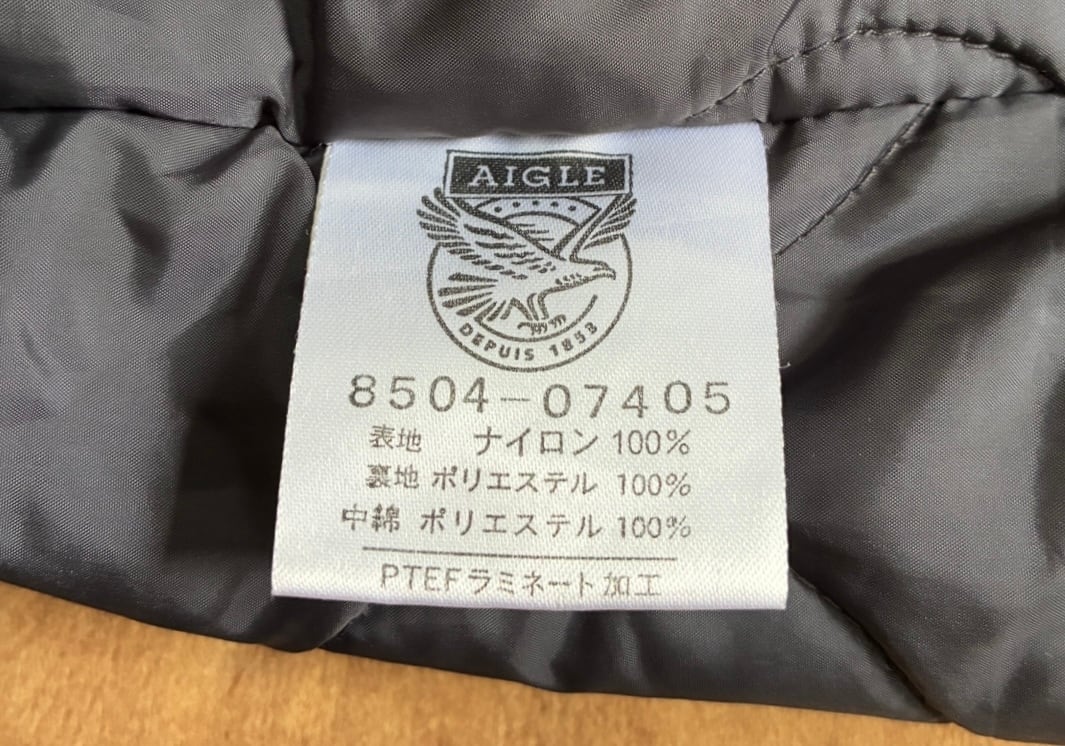 AIGLE
DEPUIS 1853
8504-07405
表地 ナイロン 100%
裏地 ポリエステル 100%
中綿 ポリエステル 100%
PTEFラミネート加工